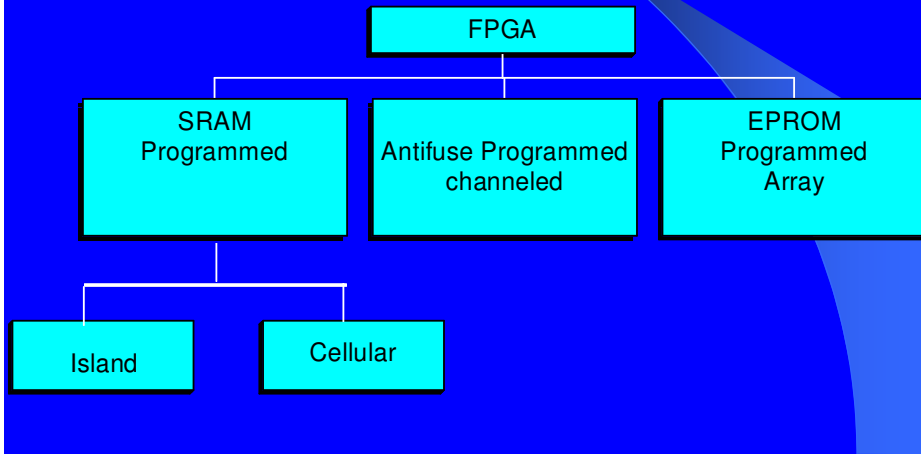 FPGA
SRAM
Programmed
Antifuse Programmed
channeled
EPROM
Programmed
Array
Island
Cellular